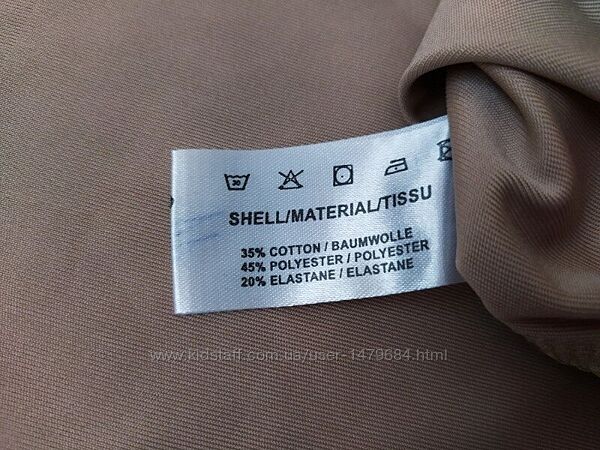 30
SHELL/MATERIAL/TISSU
35% COTTON / BAUMWOLLE
45% POLYESTER / POLYESTER
20% ELASTANE / ELASTANE
www.kidstaff.com.ua/user-1479684.html